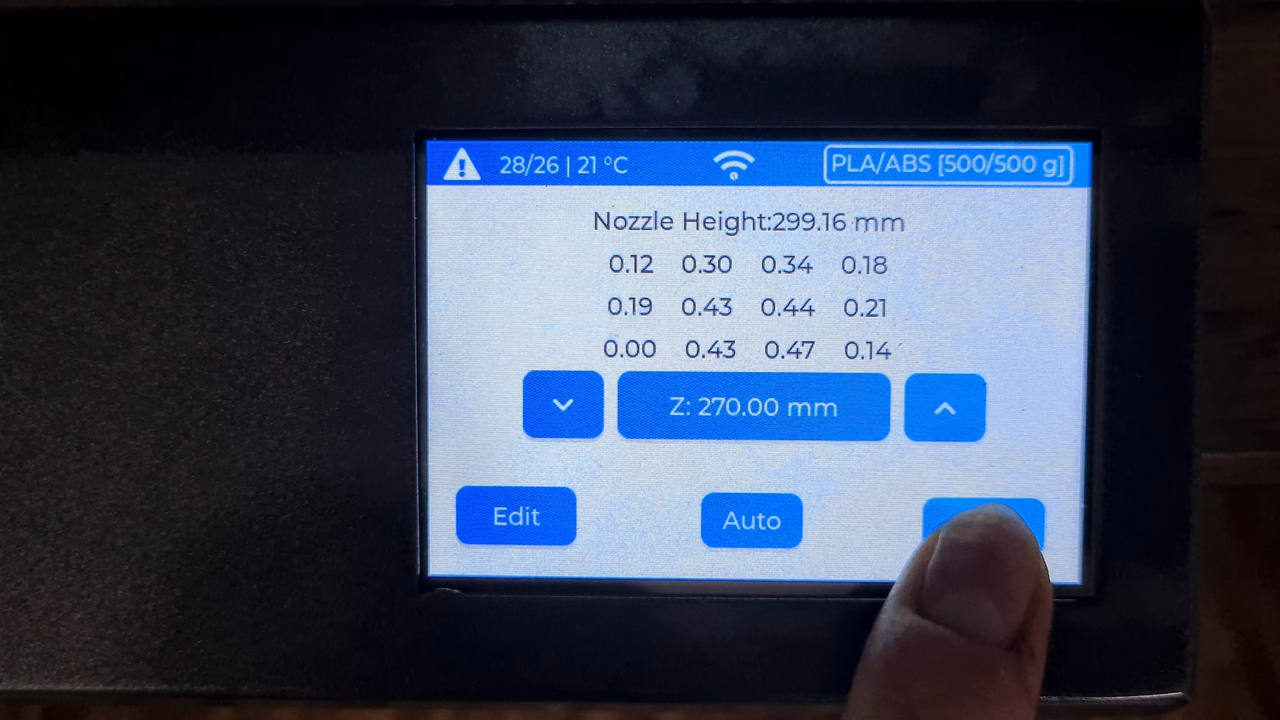 28/26 | 21 °C PLA/ABS [500/500 g]
Nozzle Height:299.16 mm
0.12 0.30 0.34 0.18
0.19 0.43 0.44 0.21
0.00 0.43 0.47 0.14
Z: 270.00 mm
Edit Auto